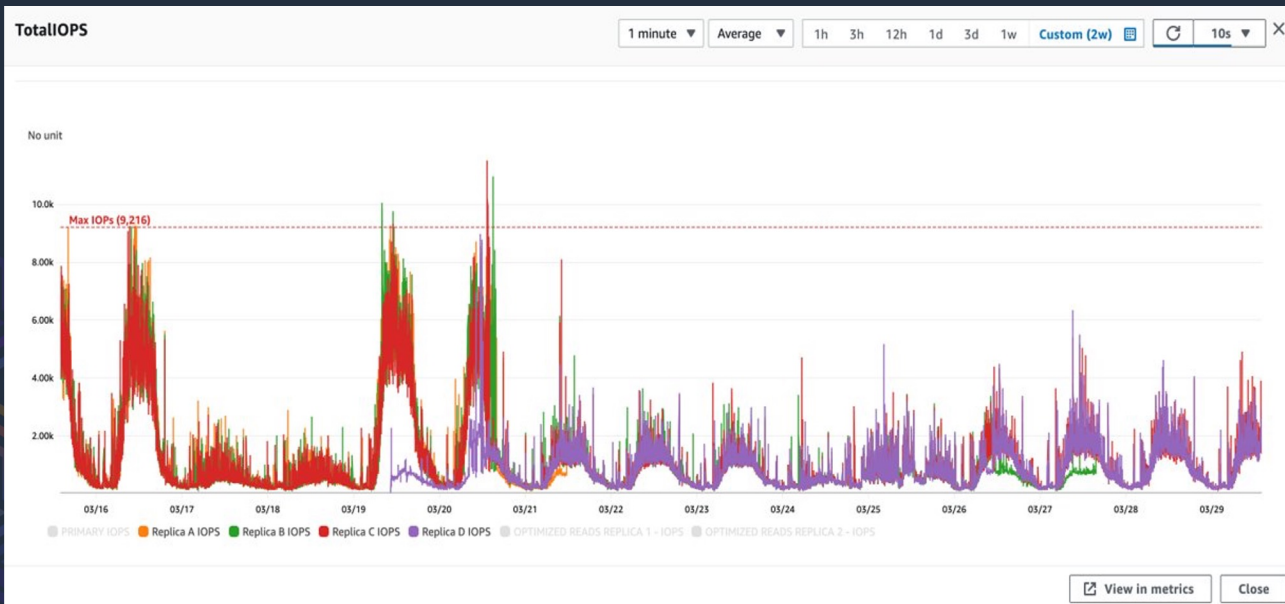 TotalIOPS
1 minute ▼ Average ▼ 1h 3h 12h 1d 3d 1w Custom (2w) 10s ▼ X
No unit
10.0k
Max IOPs (9,216)
8.00k
6.00k
4.00k
2.00k
03/16 03/17 03/18 03/19 03/20 03/21 03/22 03/23 03/24 03/25 03/26 03/27 03/28 03/29
PRIMARY IOPS Replica A IOPS Replica B IOPS Replica C IOPS Replica D IOPS OPTIMIZED READS REPLICA 1 - IOPS OPTIMIZED READS REPLICA 2 - IOPS
View in metrics Close